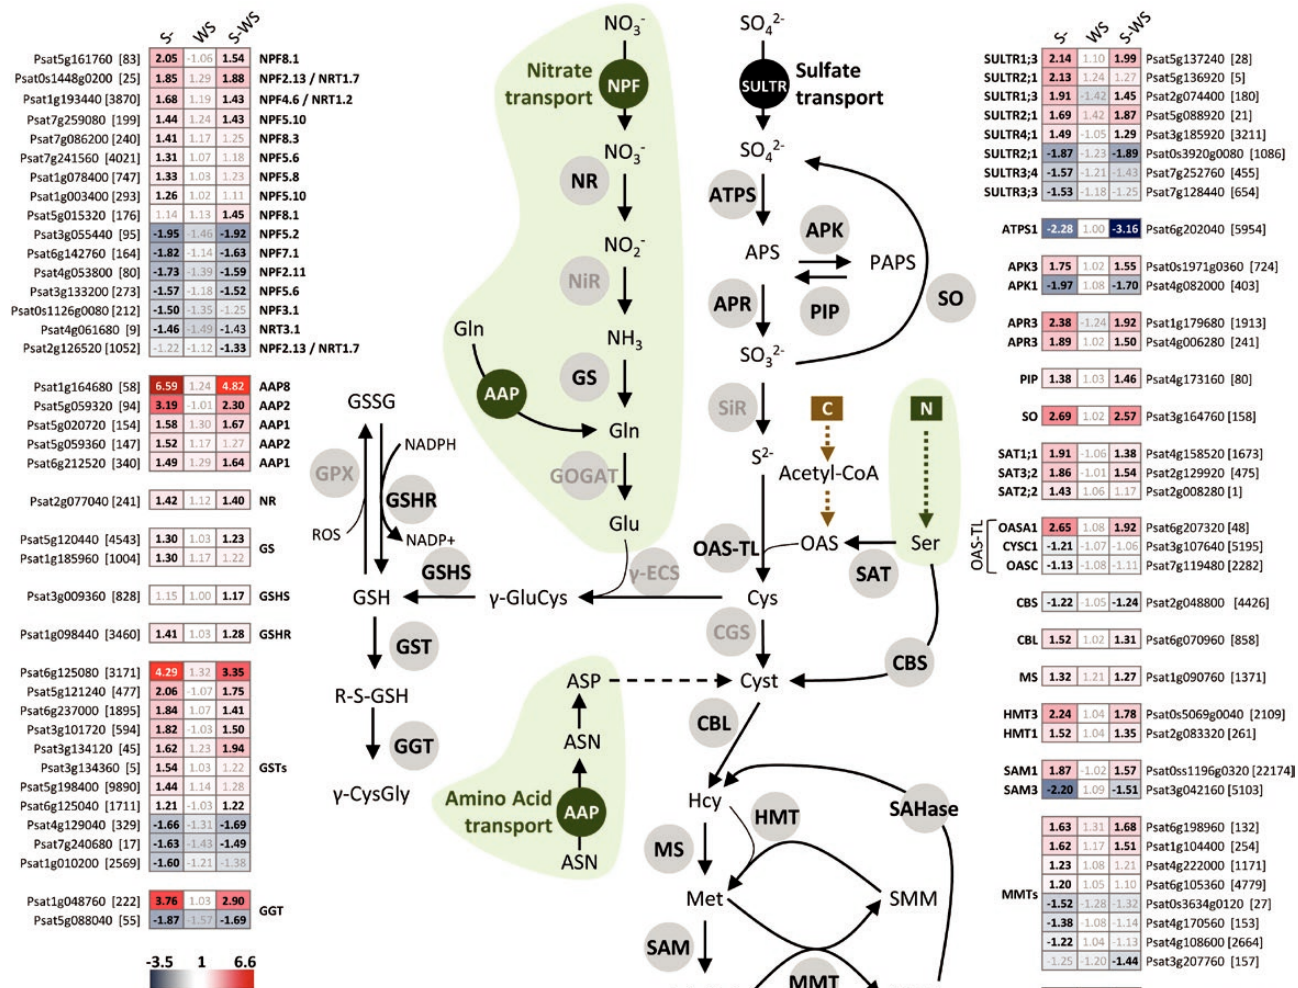 S- WS S-WS
Psat5g161760 [83] 2.05 -1.06 1.54 NPF8.1
Psat0s1448g0200 [25] 1.85 1.29 1.88 NPF2.13 / NRT1.7
Psat1g193440 [3870] 1.68 1.19 1.43 NPF4.6 / NRT1.2
Psat7g259080 [199] 1.44 1.24 1.43 NPF5.10
Psat7g086200 [240] 1.41 1.17 1.25 NPF8.3
Psat7g241560 [4021] 1.31 1.07 1.18 NPF5.6
Psat1g078400 [747] 1.33 1.03 1.23 NPF5.8
Psat1g003400 [293] 1.26 1.02 1.11 NPF5.10
Psat5g015320 [176] 1.14 1.13 1.45 NPF8.1
Psat3g055440 [95] -1.95 -1.46 -1.92 NPF5.2
Psat6g142760 [164] -1.82 -1.14 -1.63 NPF7.1
Psat4g053800 [80] -1.73 -1.39 -1.59 NPF2.11
Psat3g133200 [273] -1.57 -1.18 -1.52 NPF5.6
Psat0s1126g0080 [212] -1.50 -1.35 -1.25 NPF3.1
Psat4g061680 [9] -1.46 -1.49 -1.43 NRT3.1
Psat2g126520 [1052] -1.22 -1.12 -1.33 NPF2.13 / NRT1.7
Psat1g164680 [58] 6.59 1.24 4.82 AAP8
Psat5g059320 [94] 3.19 -1.01 2.30 AAP2
Psat5g020720 [154] 1.58 1.30 1.67 AAP1
Psat5g059360 [147] 1.52 1.17 1.27 AAP2
Psat6g212520 [340] 1.49 1.29 1.64 AAP1
Psat2g077040 [241] 1.42 1.12 1.40 NR
Psat5g120440 [4543] 1.30 1.03 1.23
GS
Psat1g185960 [1004] 1.30 1.17 1.22
Psat3g009360 [828] 1.15 1.00 1.17 GSHS
Psat1g098440 [3460] 1.41 1.03 1.28 GSHR
Psat6g125080 [3171] 4.29 1.32 3.35
Psat5g121240 [477] 2.06 -1.07 1.75
Psat6g237000 [1895] 1.84 1.07 1.41
Psat3g101720 [594] 1.82 -1.03 1.50
Psat3g134120 [45] 1.62 1.23 1.94
Psat3g134360 [5] 1.54 1.03 1.22
GSTs
Psat5g198400 [9890] 1.44 1.14 1.28
Psat6g125040 [1711] 1.21 -1.03 1.22
Psat4g129040 [329] -1.66 -1.31 -1.69
Psat7g240680 [17] -1.63 -1.43 -1.49
Psat1g010200 [2569] -1.60 -1.21 -1.38
Psat1g048760 [222] 3.76 1.03 2.90
GGT
Psat5g088040 [55] -1.87 -1.57 -1.69
-3.5 1 6.6
NO₃⁻
Nitrate
transport
NPF
NO₃⁻
NR
NO₂⁻
NiR
NH₃
Gln
GS
AAP
Gln
GOGAT
Glu
γ-ECS
SO₄²⁻
SULTR
Sulfate
transport
SO₄²⁻
ATPS
APS
APK
PAPS
PIP
APR
SO
SO₃²⁻
SiR
S²⁻
C
N
Acetyl-CoA
OAS-TL
OAS
SAT
Ser
Cys
γ-GluCys
GSHS
GSH
GSSG
GPX
NADPH
GSHR
ROS
NADP+
GST
R-S-GSH
GGT
γ-CysGly
CGS
CBS
Cyst
ASP
ASN
Amino Acid
transport
AAP
ASN
CBL
Hcy
HMT
SAHase
MS
Met
SMM
SAM
MMT
S- WS S-WS
SULTR1;3 2.14 1.10 1.99 Psat5g137240 [28]
SULTR2;1 2.13 1.24 1.27 Psat5g136920 [5]
SULTR1;3 1.91 -1.42 1.45 Psat2g074400 [180]
SULTR2;1 1.69 1.42 1.87 Psat5g088920 [21]
SULTR4;1 1.49 -1.05 1.29 Psat3g185920 [3211]
SULTR2;1 -1.87 -1.23 -1.89 Psat0s3920g0080 [1086]
SULTR3;4 -1.57 -1.21 -1.43 Psat7g252760 [455]
SULTR3;3 -1.53 -1.18 -1.25 Psat7g128440 [654]
ATPS1 -2.28 1.00 -3.16 Psat6g202040 [5954]
APK3 1.75 1.02 1.55 Psat0s1971g0360 [724]
APK1 -1.97 1.08 -1.70 Psat4g082000 [403]
APR3 2.38 -1.24 1.92 Psat1g179680 [1913]
APR3 1.89 1.02 1.50 Psat4g006280 [241]
PIP 1.38 1.03 1.46 Psat4g173160 [80]
SO 2.69 1.02 2.57 Psat3g164760 [158]
SAT1;1 1.91 -1.06 1.38 Psat4g158520 [1673]
SAT3;2 1.86 -1.01 1.54 Psat2g129920 [475]
SAT2;2 1.43 1.06 1.17 Psat2g008280 [1]
OAS-TL
OASA1 2.65 1.08 1.92 Psat6g207320 [48]
CYSC1 -1.21 -1.07 -1.06 Psat3g107640 [5195]
OASC -1.13 -1.08 -1.11 Psat7g119480 [2282]
CBS -1.22 -1.05 -1.24 Psat2g048800 [4426]
CBL 1.52 1.02 1.31 Psat6g070960 [858]
MS 1.32 1.21 1.27 Psat1g090760 [1371]
HMT3 2.24 1.04 1.78 Psat0s5069g0040 [2109]
HMT1 1.52 1.04 1.35 Psat2g083320 [261]
SAM1 1.87 -1.02 1.57 Psat0ss1196g0320 [22174]
SAM3 -2.20 1.09 -1.51 Psat3g042160 [5103]
1.63 1.31 1.68 Psat6g198960 [132]
1.62 1.17 1.51 Psat1g104400 [254]
1.23 1.08 1.21 Psat4g222000 [1171]
1.20 1.05 1.10 Psat6g105360 [4779]
MMTs
-1.52 -1.28 -1.32 Psat0s3634g0120 [27]
-1.38 -1.08 -1.14 Psat4g170560 [153]
-1.22 1.04 -1.13 Psat4g108600 [2664]
-1.25 -1.20 -1.44 Psat3g207760 [157]